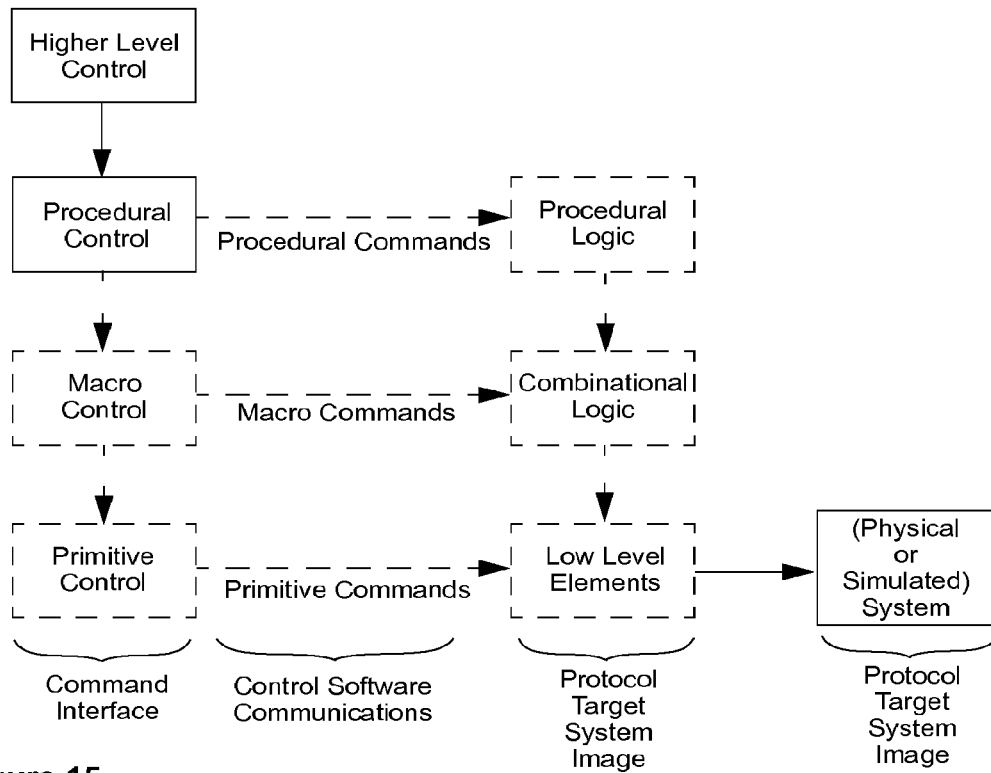 Higher Level
Control
Procedural
Control
Procedural Commands
Procedural
Logic
Macro
Control
Macro Commands
Combinational
Logic
Primitive
Control
Primitive Commands
Low Level
Elements
(Physical
or
Simulated)
System
Command
Interface
Control Software
Communications
Protocol
Target
System
Image
Protocol
Target
System
Image